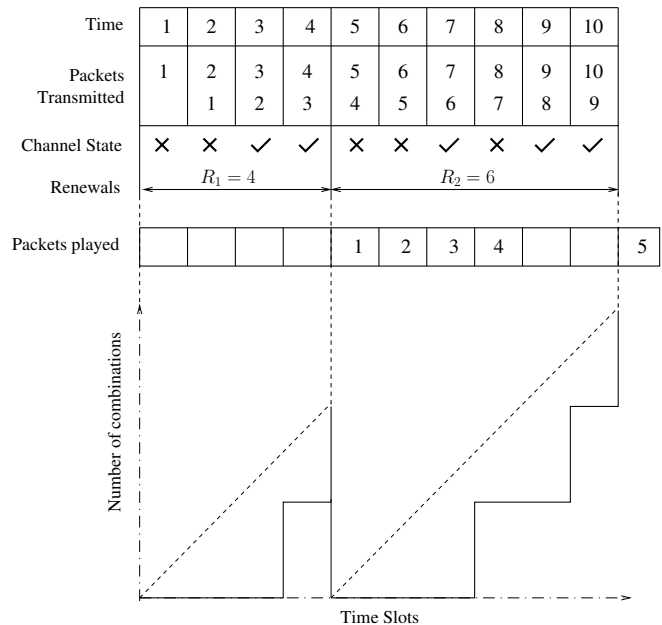 Time 1 2 3 4 5 6 7 8 9 10
Packets Transmitted 1 2 3 4 5 6 7 8 9 10
1 2 3 4 5 6 7 8 9
Channel State
Renewals R₁ = 4 R₂ = 6
Packets played 1 2 3 4 5
Number of combinations
Time Slots